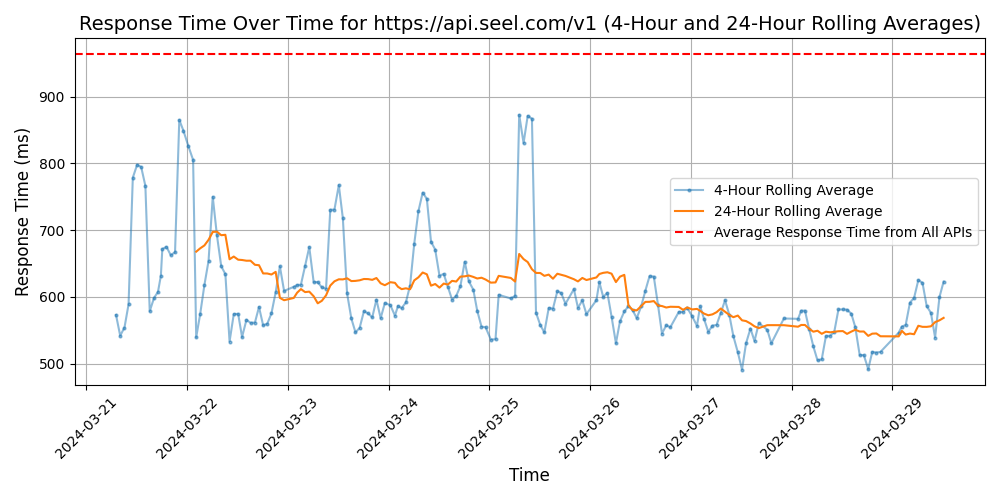 Response Time Over Time for https://api.seel.com/v1 (4-Hour and 24-Hour Rolling Averages)
Response Time (ms)
900
800
700
600
500
4-Hour Rolling Average
24-Hour Rolling Average
Average Response Time from All APIs
2024-03-21
2024-03-22
2024-03-23
2024-03-24
2024-03-25
2024-03-26
2024-03-27
2024-03-28
2024-03-29
Time